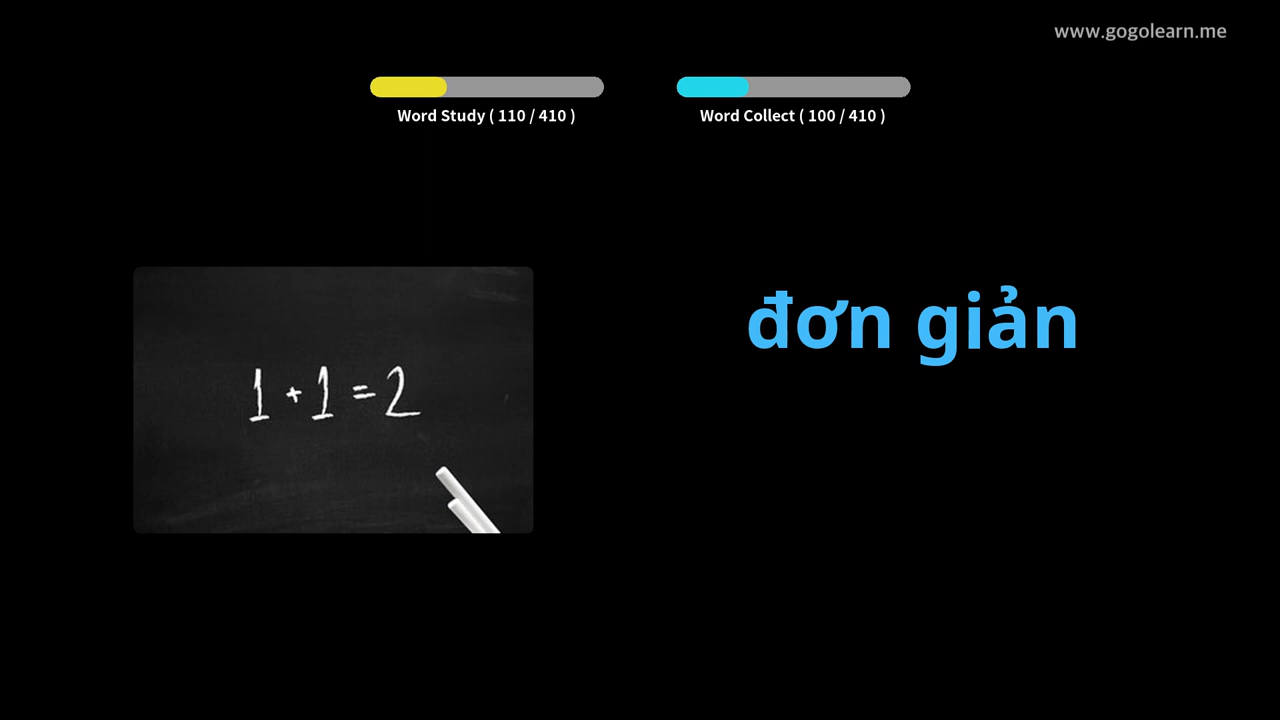 www.gogolearn.me
Word Study ( 110 / 410 )
Word Collect ( 100 / 410 )
đơn giản
1 + 1 = 2